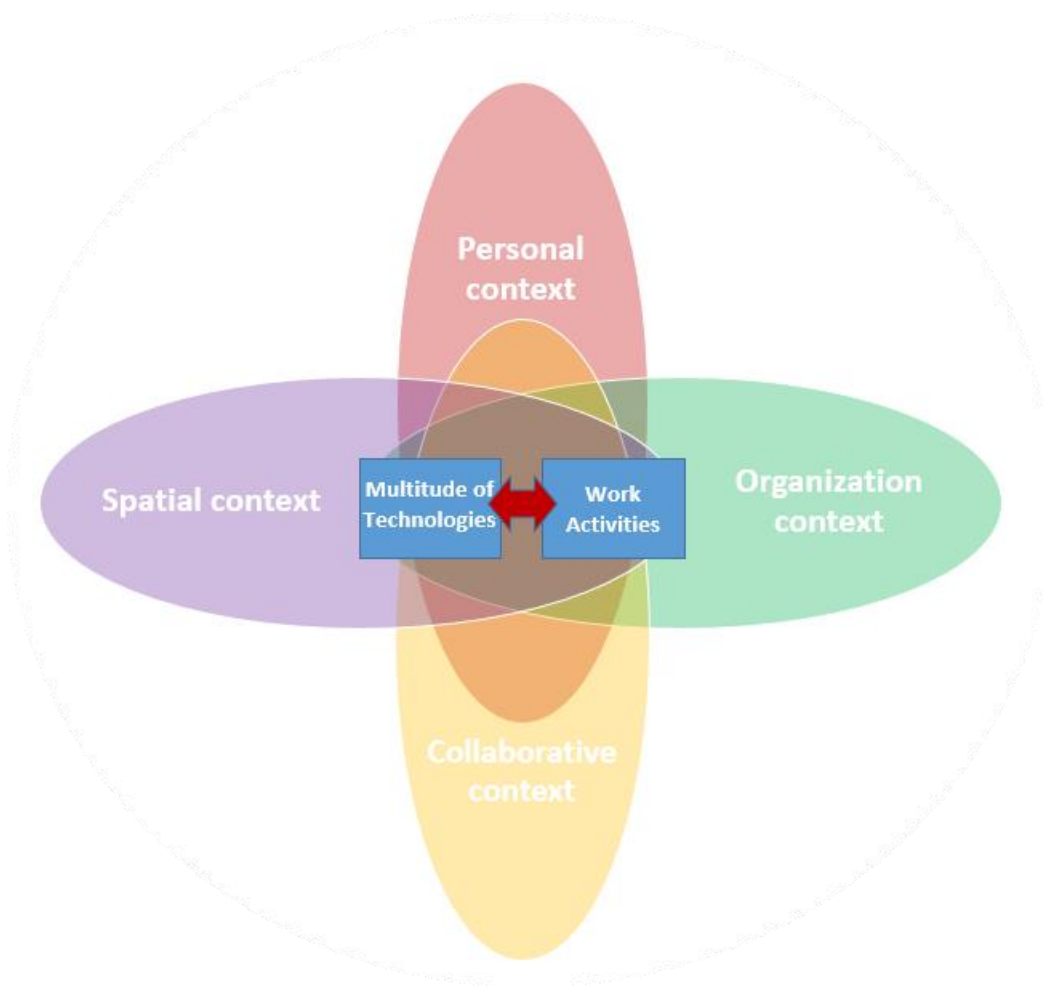 Personal
context
Spatial context
Multitude of
Technologies
Work
Activities
Organization
context
Collaborative
context